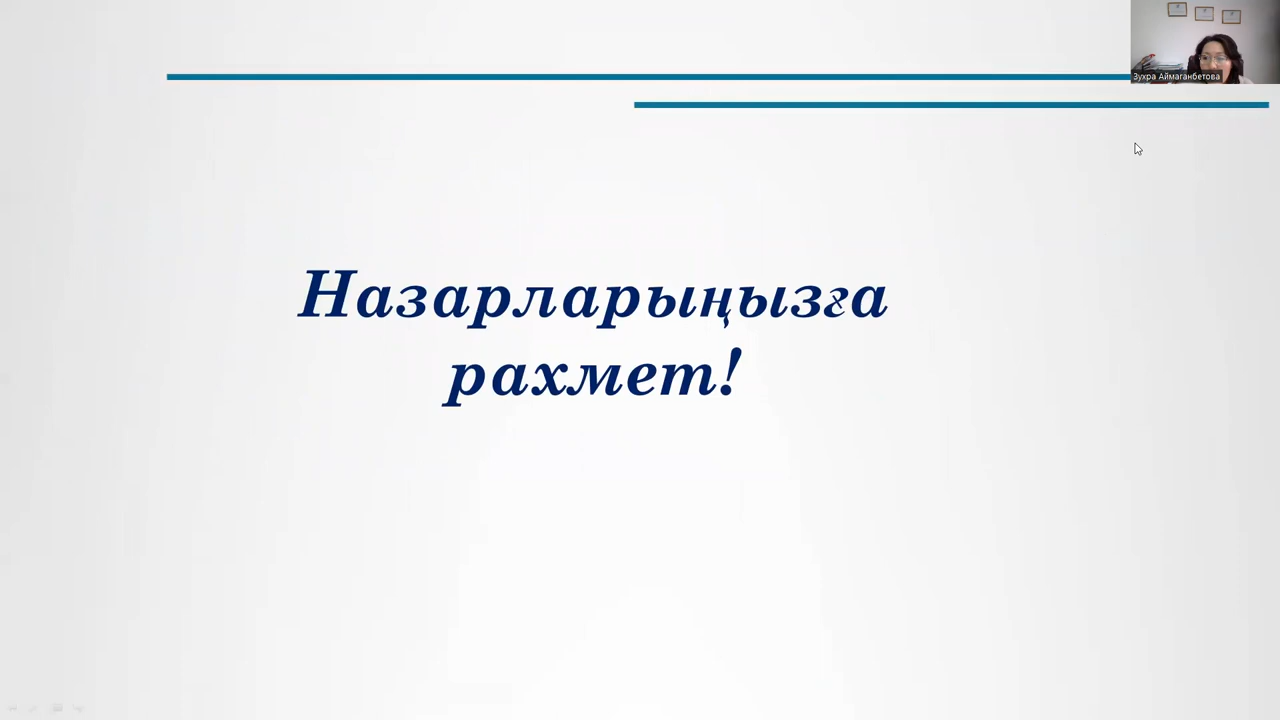 Зухра Аймаганбетова
Назарларыңызға
рахмет!